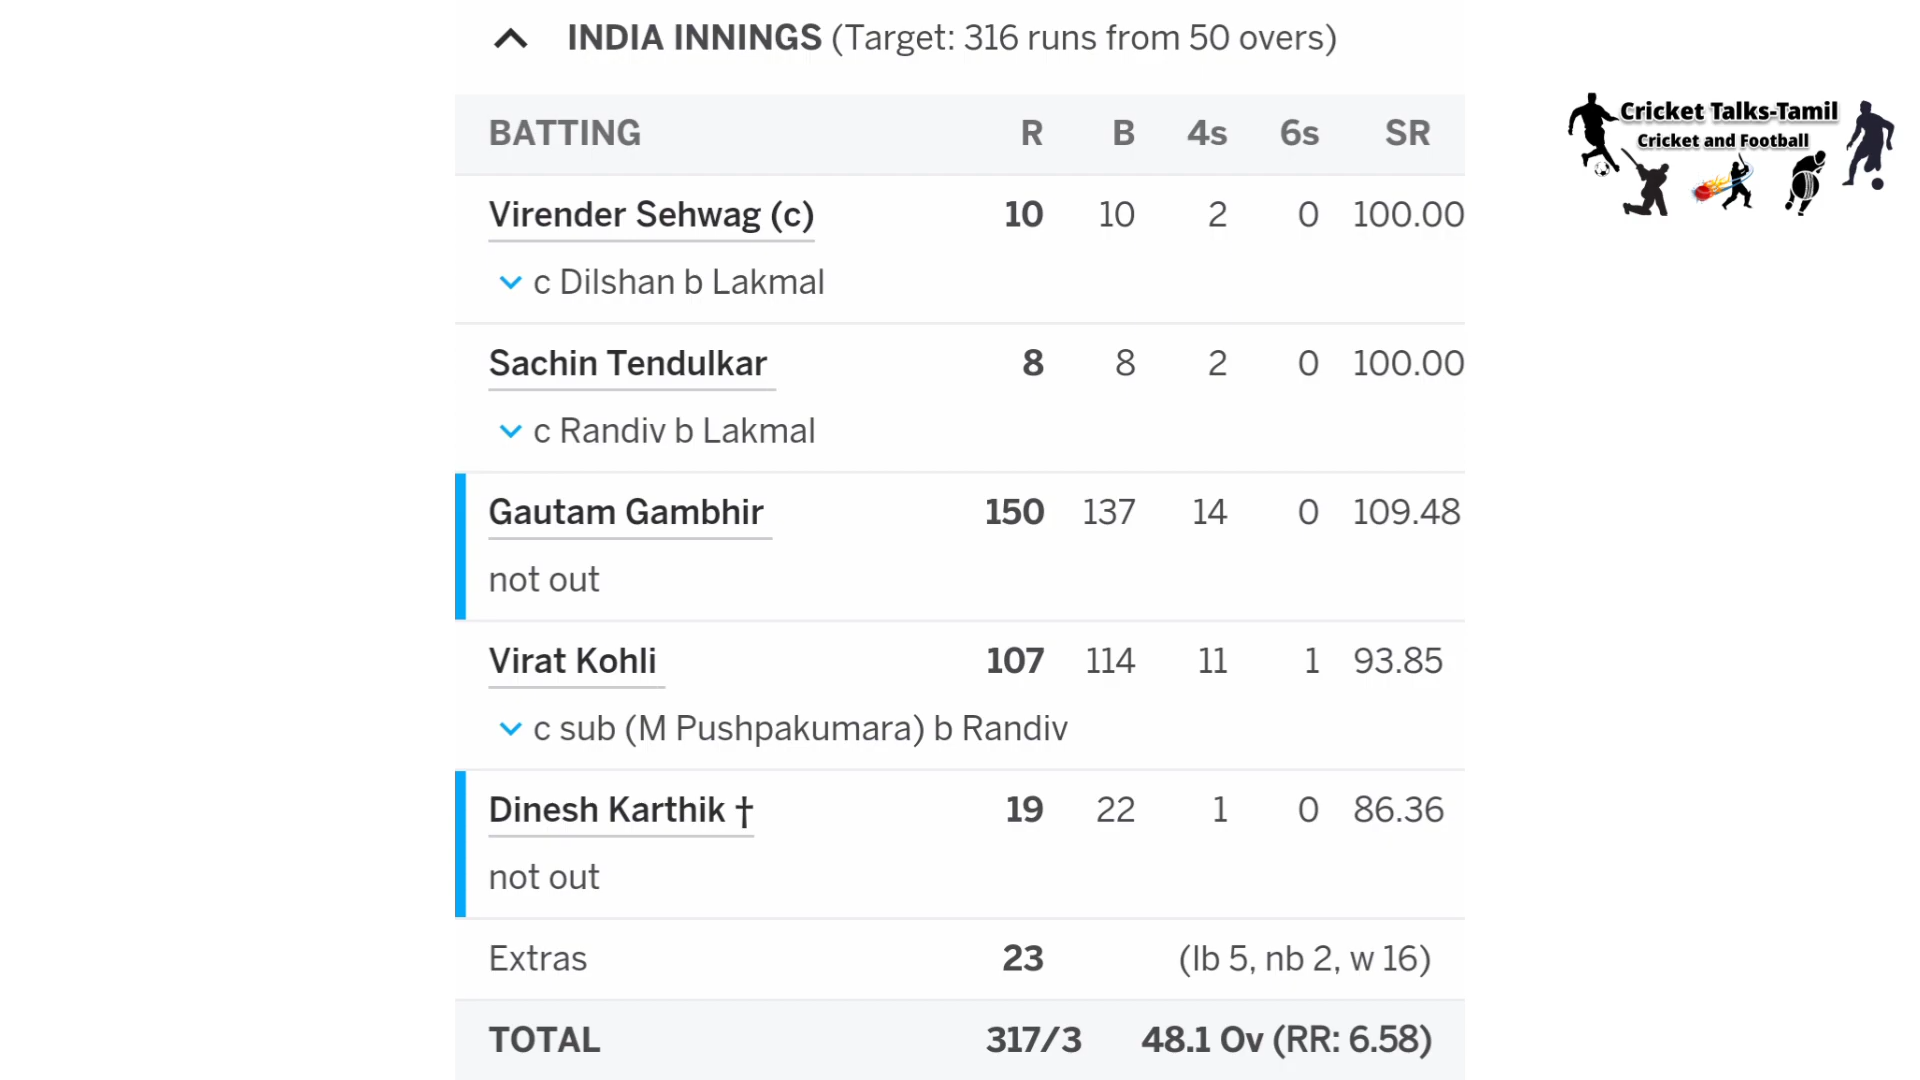 INDIA INNINGS (Target: 316 runs from 50 overs)
BATTING R B 4s 6s SR
Virender Sehwag (c) 10 10 2 0 100.00
c Dilshan b Lakmal
Sachin Tendulkar 8 8 2 0 100.00
c Randiv b Lakmal
Gautam Gambhir 150 137 14 0 109.48
not out
Virat Kohli 107 114 11 1 93.85
c sub (M Pushpakumara) b Randiv
Dinesh Karthik † 19 22 1 0 86.36
not out
Extras 23 (lb 5, nb 2, w 16)
TOTAL 317/3 48.1 Ov (RR: 6.58)
Cricket Talks-Tamil
Cricket and Football